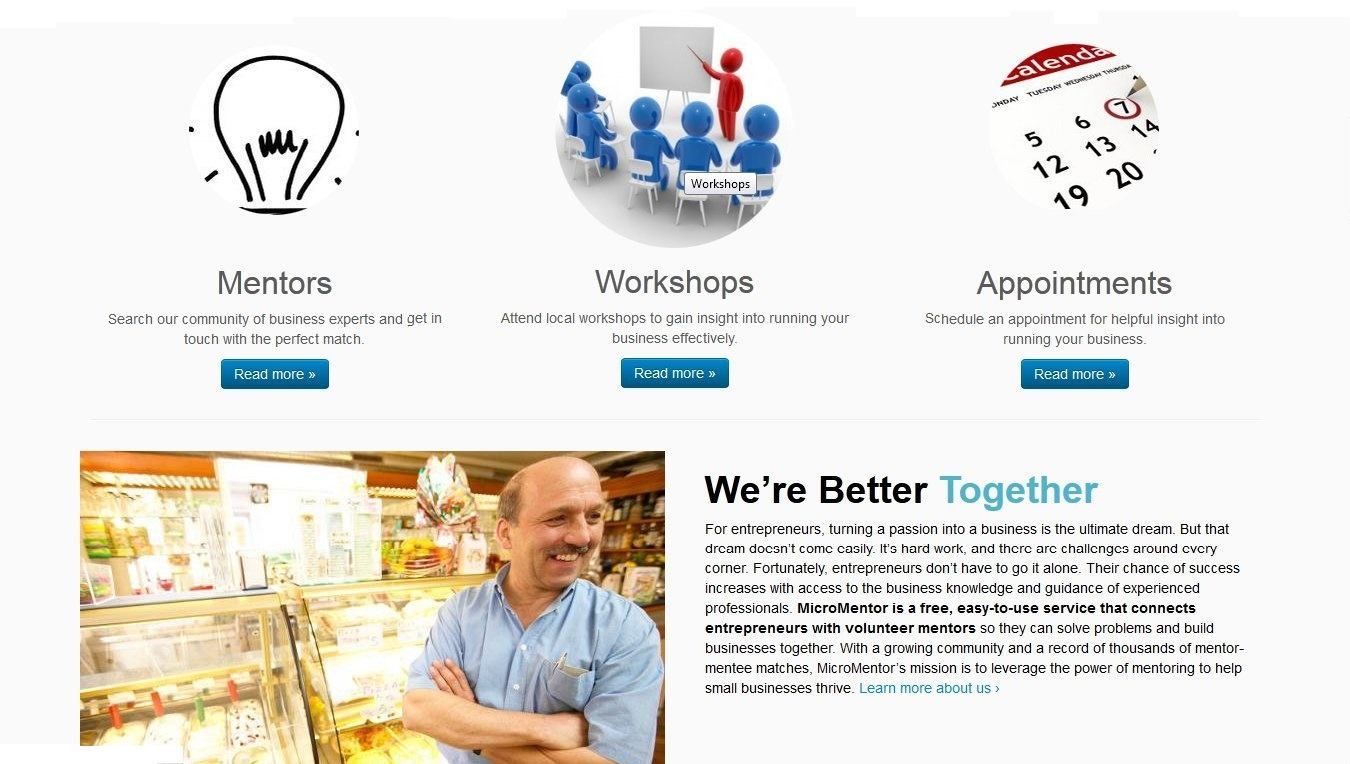 Calenda
ONDAY TUESDAY WEDNESDAY THURSDA
5 6 7
12 13 14
19 20
Workshops
Mentors
Workshops
Appointments
Search our community of business experts and get in
touch with the perfect match.
Attend local workshops to gain insight into running your
business effectively.
Schedule an appointment for helpful insight into
running your business.
Read more »
Read more »
Read more »
We’re Better Together
For entrepreneurs, turning a passion into a business is the ultimate dream. But that
dream doesn’t come easily. It’s hard work, and there are challenges around every
corner. Fortunately, entrepreneurs don’t have to go it alone. Their chance of success
increases with access to the business knowledge and guidance of experienced
professionals. MicroMentor is a free, easy-to-use service that connects
entrepreneurs with volunteer mentors so they can solve problems and build
businesses together. With a growing community and a record of thousands of mentor-
mentee matches, MicroMentor’s mission is to leverage the power of mentoring to help
small businesses thrive. Learn more about us ›